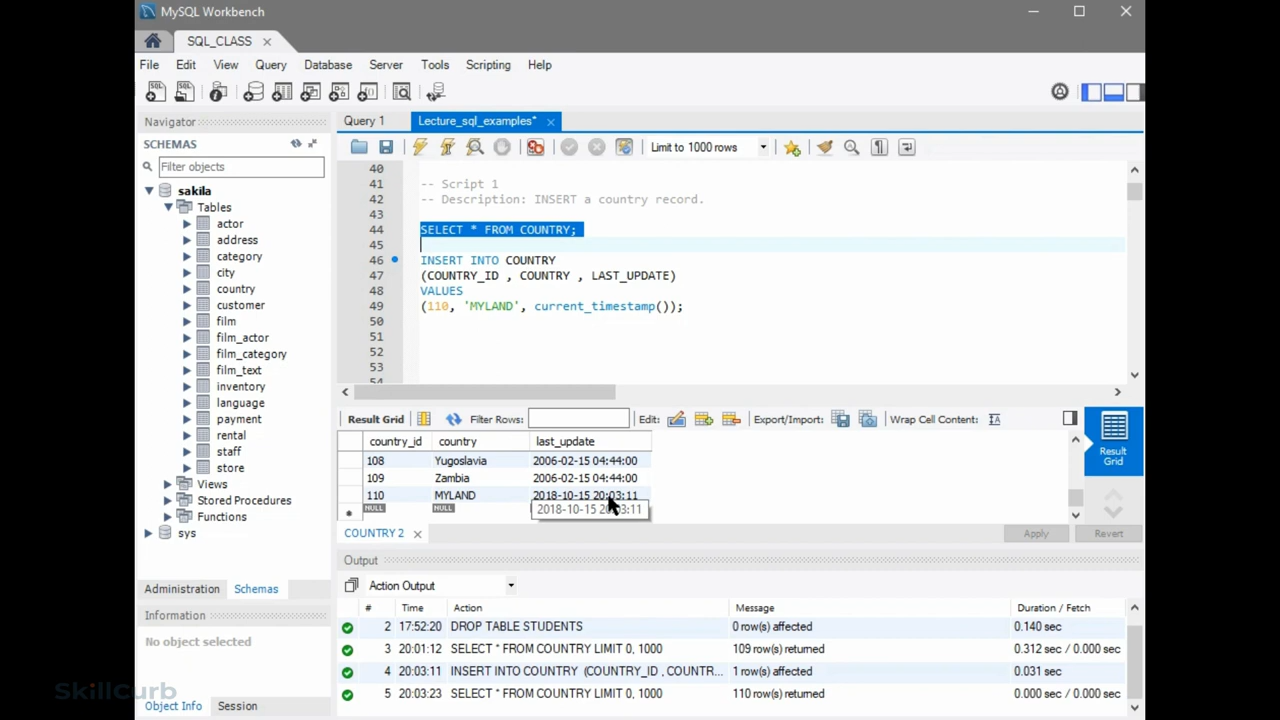 MySQL Workbench
SQL_CLASS
File Edit View Query Database Server Tools Scripting Help
Navigator
SCHEMAS
Filter objects
sakila
Tables
actor
address
category
city
country
customer
film
film_actor
film_category
film_text
inventory
language
payment
rental
staff
store
Views
Stored Procedures
Functions
sys
Administration Schemas
Information
No object selected
Object Info Session
Query 1 Lecture_sql_examples*
Limit to 1000 rows
40
41 -- Script 1
42 -- Description: INSERT a country record.
43
44 SELECT * FROM COUNTRY;
45
46 INSERT INTO COUNTRY
47 (COUNTRY_ID , COUNTRY , LAST_UPDATE)
48 VALUES
49 (110, 'MYLAND', current_timestamp());
50
51
52
53
54
Result Grid Filter Rows: Edit: Export/Import: Wrap Cell Content:
country_id country last_update
108 Yugoslavia 2006-02-15 04:44:00
109 Zambia 2006-02-15 04:44:00
110 MYLAND 2018-10-15 20:03:11
NULL NULL
2018-10-15 20:03:11
Result
Grid
COUNTRY 2
Apply Revert
Output
Action Output
# Time Action Message Duration / Fetch
2 17:52:20 DROP TABLE STUDENTS 0 row(s) affected 0.140 sec
3 20:01:12 SELECT * FROM COUNTRY LIMIT 0, 1000 109 row(s) returned 0.312 sec / 0.000 sec
4 20:03:11 INSERT INTO COUNTRY (COUNTRY_ID , COUNTR... 1 row(s) affected 0.031 sec
5 20:03:23 SELECT * FROM COUNTRY LIMIT 0, 1000 110 row(s) returned 0.000 sec / 0.000 sec
SkillCurb